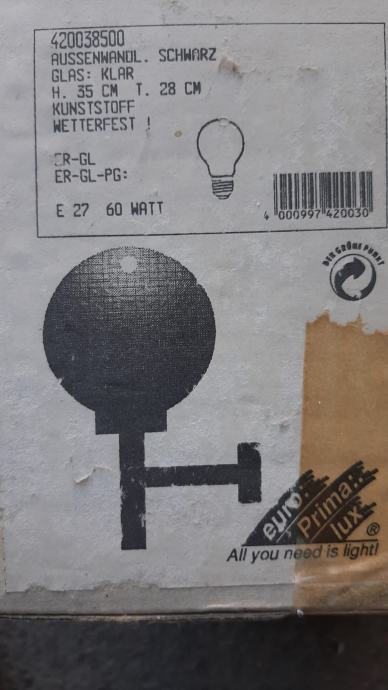 420038500
AUSSENWANDL. SCHWARZ
GLAS: KLAR
H. 35 CM T. 28 CM
KUNSTSTOFF
WETTERFEST !
ER-GL
ER-GL-PG:
E 27 60 WATT
4 000997 420030
DER GRÜNE PUNKT
euro
Prima
lux
®
All you need is light!